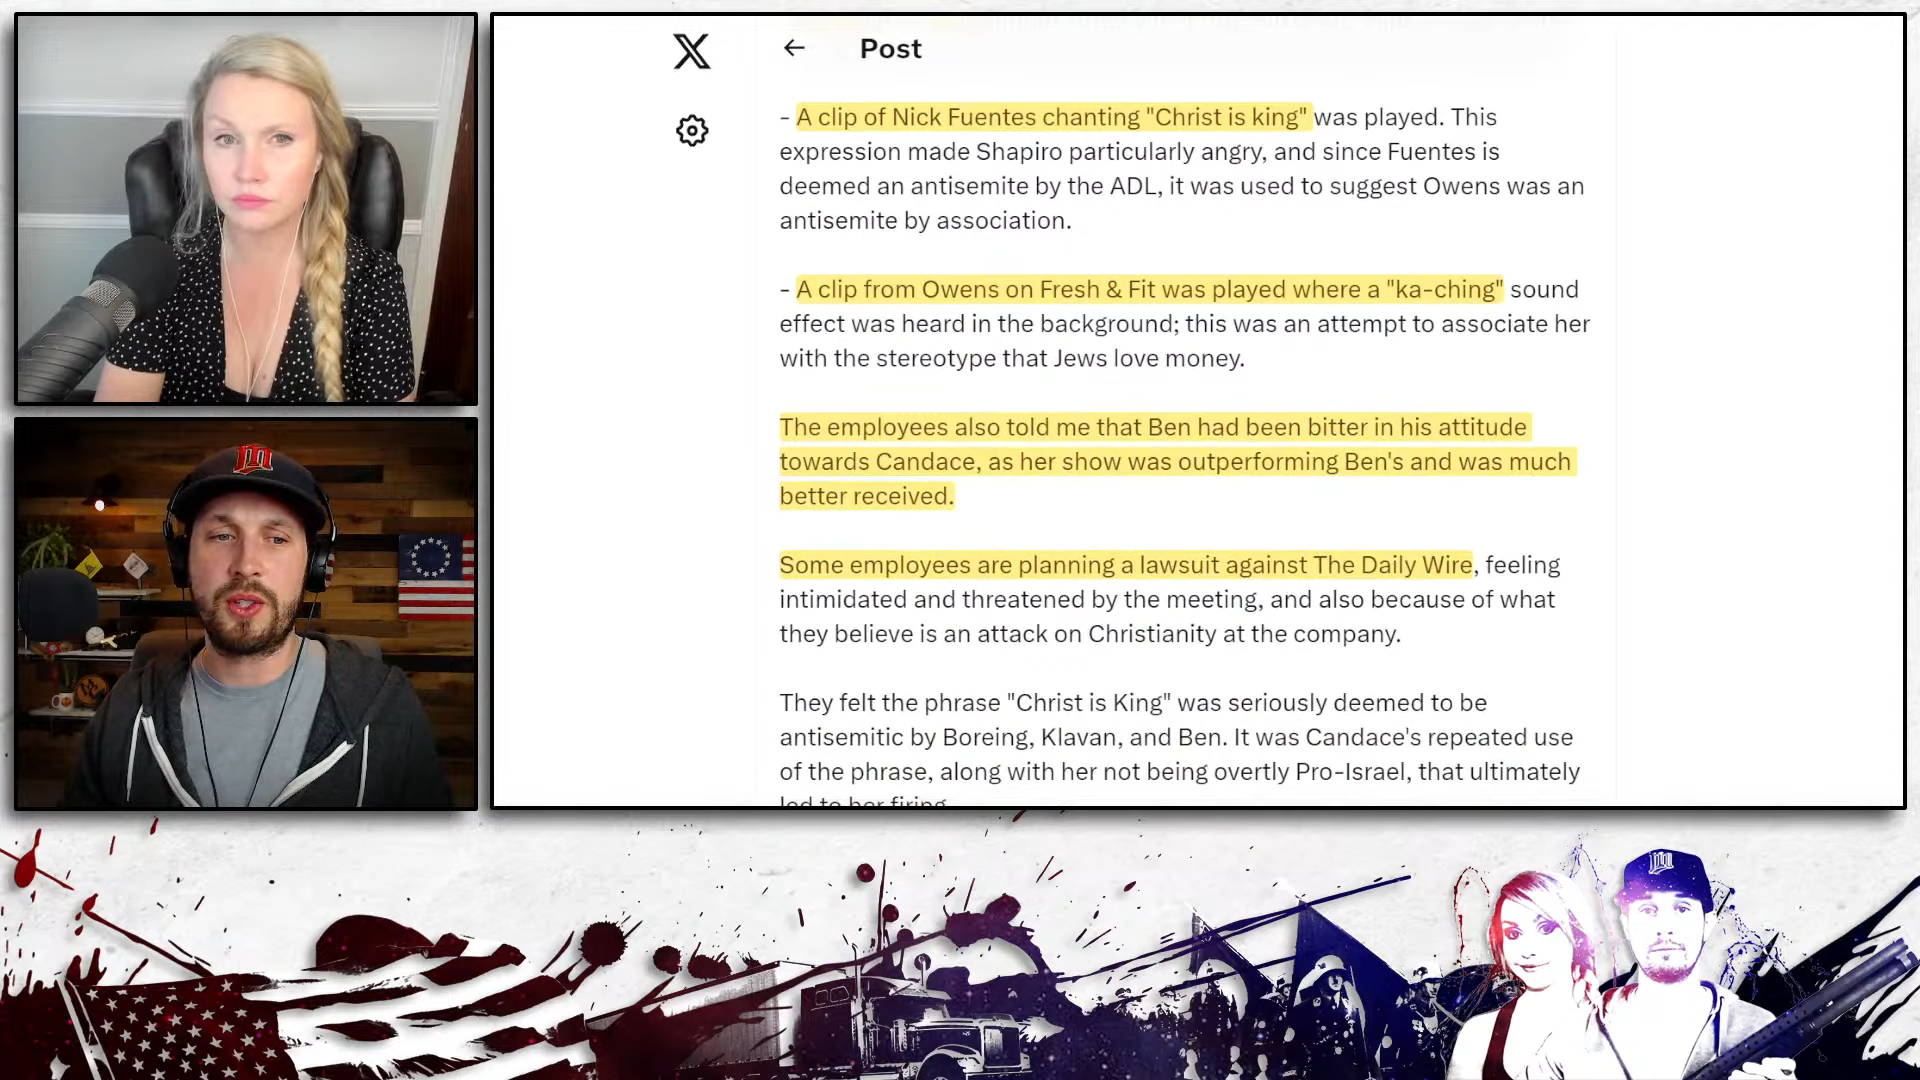 Post
- A clip of Nick Fuentes chanting "Christ is king" was played. This
expression made Shapiro particularly angry, and since Fuentes is
deemed an antisemite by the ADL, it was used to suggest Owens was an
antisemite by association.
- A clip from Owens on Fresh & Fit was played where a "ka-ching" sound
effect was heard in the background; this was an attempt to associate her
with the stereotype that Jews love money.
The employees also told me that Ben had been bitter in his attitude
towards Candace, as her show was outperforming Ben's and was much
better received.
Some employees are planning a lawsuit against The Daily Wire, feeling
intimidated and threatened by the meeting, and also because of what
they believe is an attack on Christianity at the company.
They felt the phrase "Christ is King" was seriously deemed to be
antisemitic by Boreing, Klavan, and Ben. It was Candace's repeated use
of the phrase, along with her not being overtly Pro-Israel, that ultimately
led to her firing.